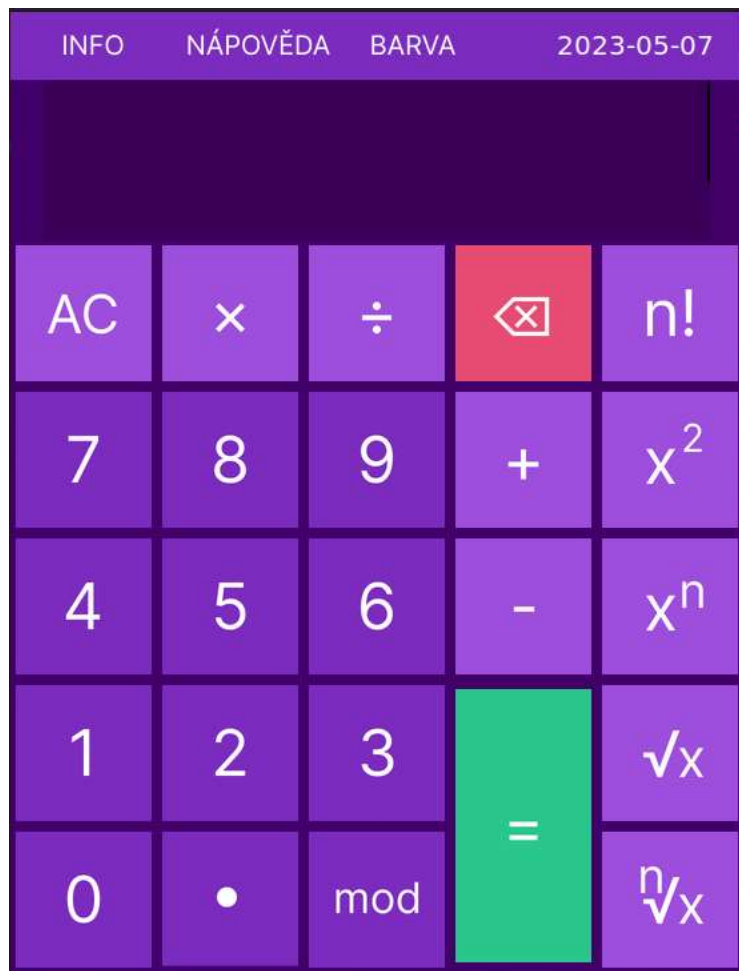 INFO NÁPOVĚDA BARVA 2023-05-07
AC × ÷ ⌫ n!
7 8 9 + x²
4 5 6 - xⁿ
1 2 3 √x
=
0 • mod ⁿ√x